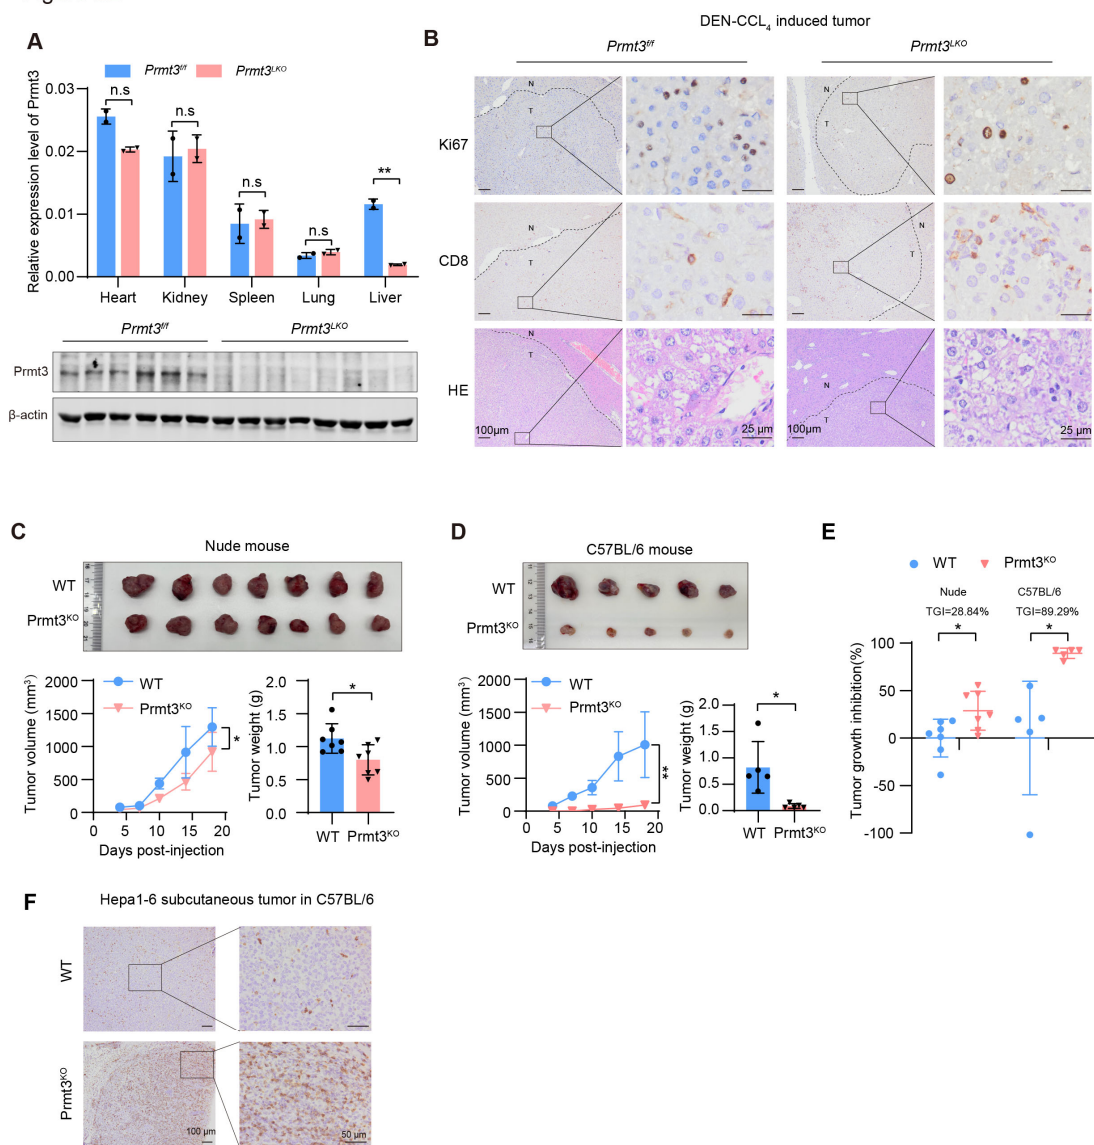 A
Prmt3f/f Prmt3LKO
Relative expression level of Prmt3
0.03
0.02
0.01
0.00
n.s
n.s
n.s
n.s
**
Heart Kidney Spleen Lung Liver
Prmt3f/f Prmt3LKO
Prmt3
β-actin
B
DEN-CCL4 induced tumor
Prmt3f/f Prmt3LKO
Ki67
N
T
N
T
CD8
N
T
N
T
HE
N
T
N
T
100μm 25 μm 100μm 25 μm
C
Nude mouse
WT
Prmt3KO
Tumor volume (mm3)
2000
1500
1000
500
0
WT
Prmt3KO
*
0 5 10 15 20
Days post-injection
Tumor weight (g)
2.0
1.5
1.0
0.5
0.0
*
WT Prmt3KO
D
C57BL/6 mouse
WT
Prmt3KO
Tumor volume (mm3)
2000
1500
1000
500
0
WT
Prmt3KO
**
0 5 10 15 20
Days post-injection
Tumor weight (g)
2.0
1.5
1.0
0.5
0.0
*
WT Prmt3KO
E
WT Prmt3KO
Nude C57BL/6
TGI=28.84% TGI=89.29%
* *
Tumor growth inhibition(%)
100
50
0
-50
-100
F
Hepa1-6 subcutaneous tumor in C57BL/6
WT
Prmt3KO
100 μm
50 μm